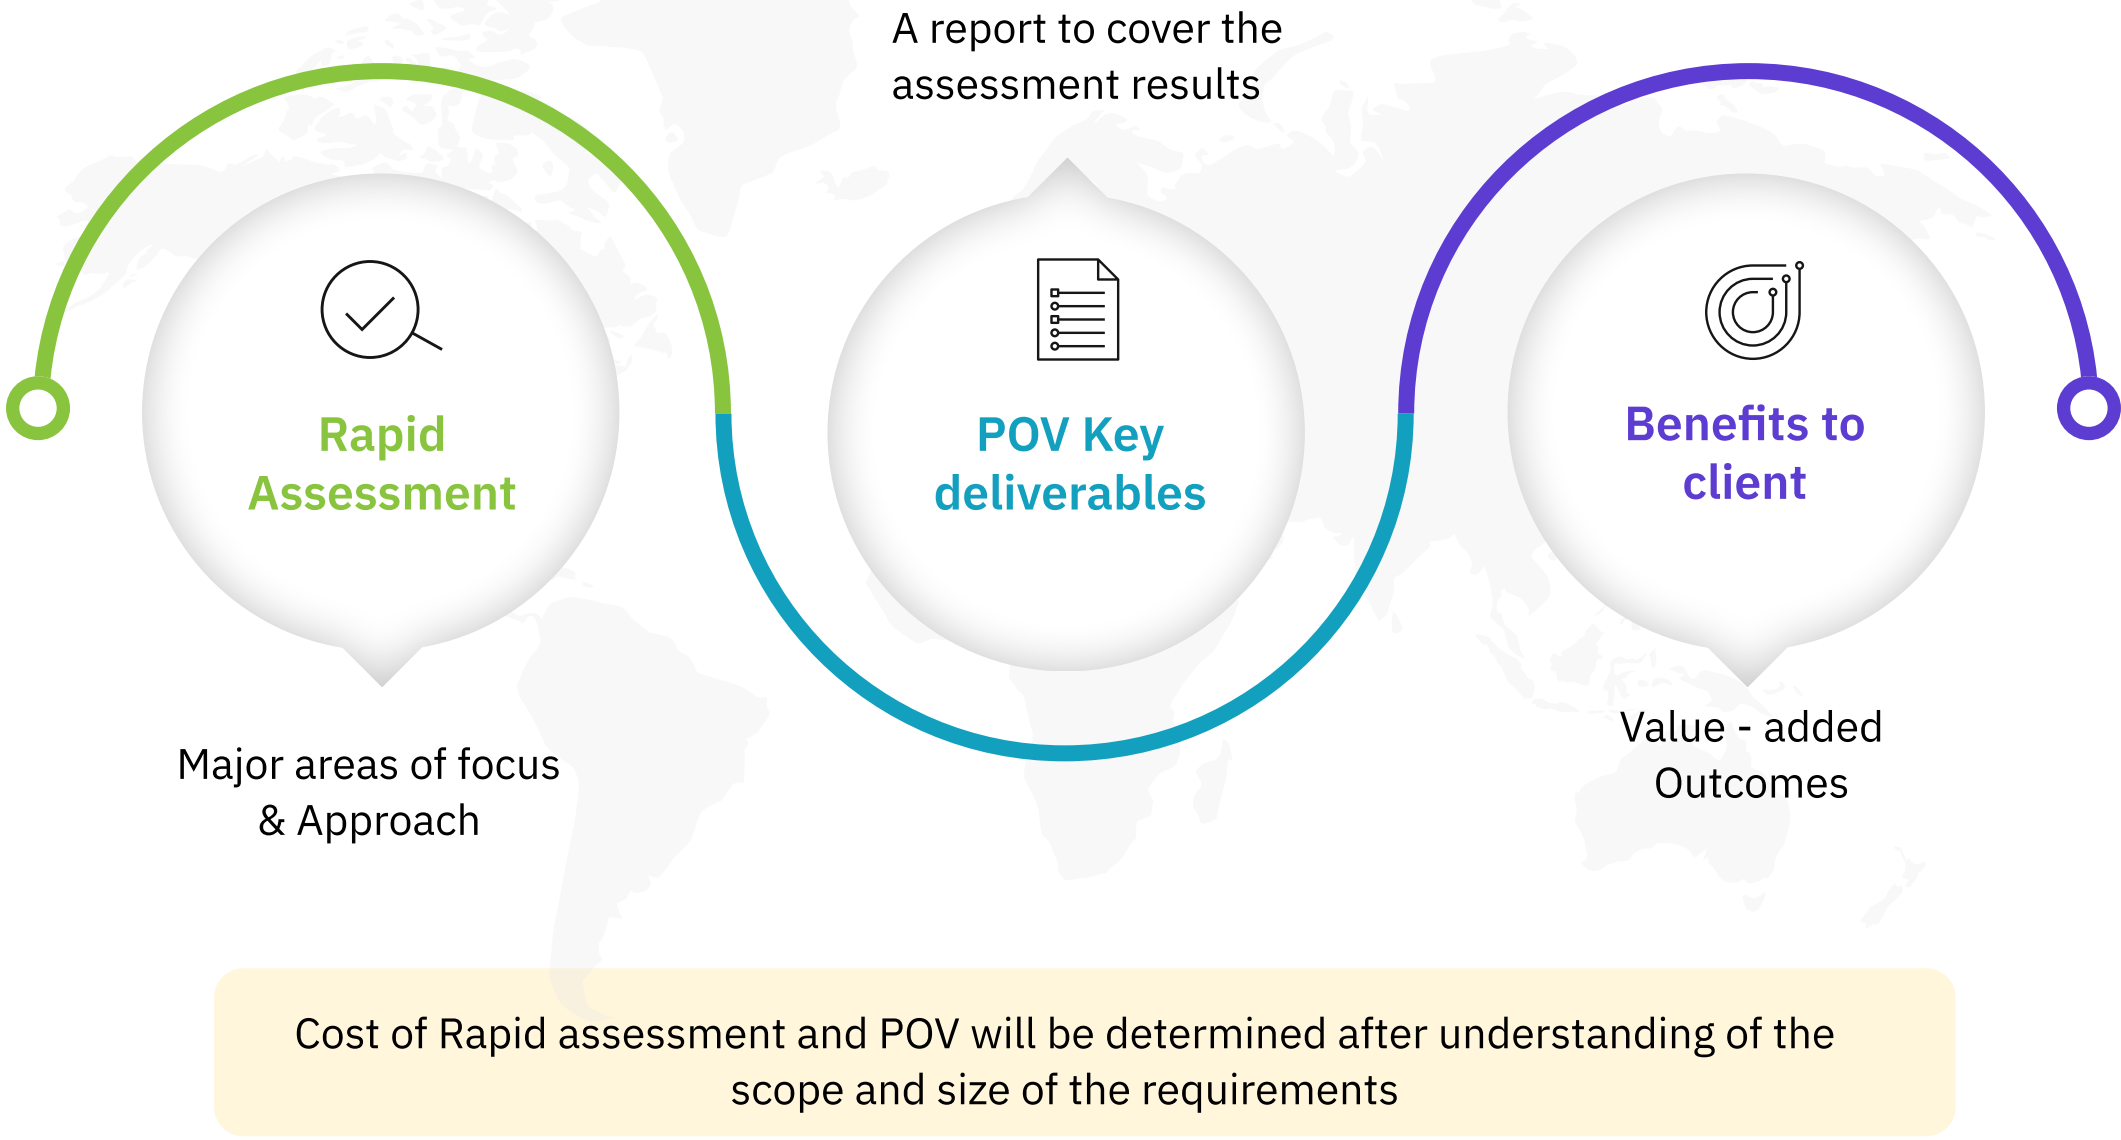 A report to cover the
assessment results
Rapid
Assessment
POV Key
deliverables
Benefits to
client
Major areas of focus
& Approach
Value - added
Outcomes
Cost of Rapid assessment and POV will be determined after understanding of the
scope and size of the requirements